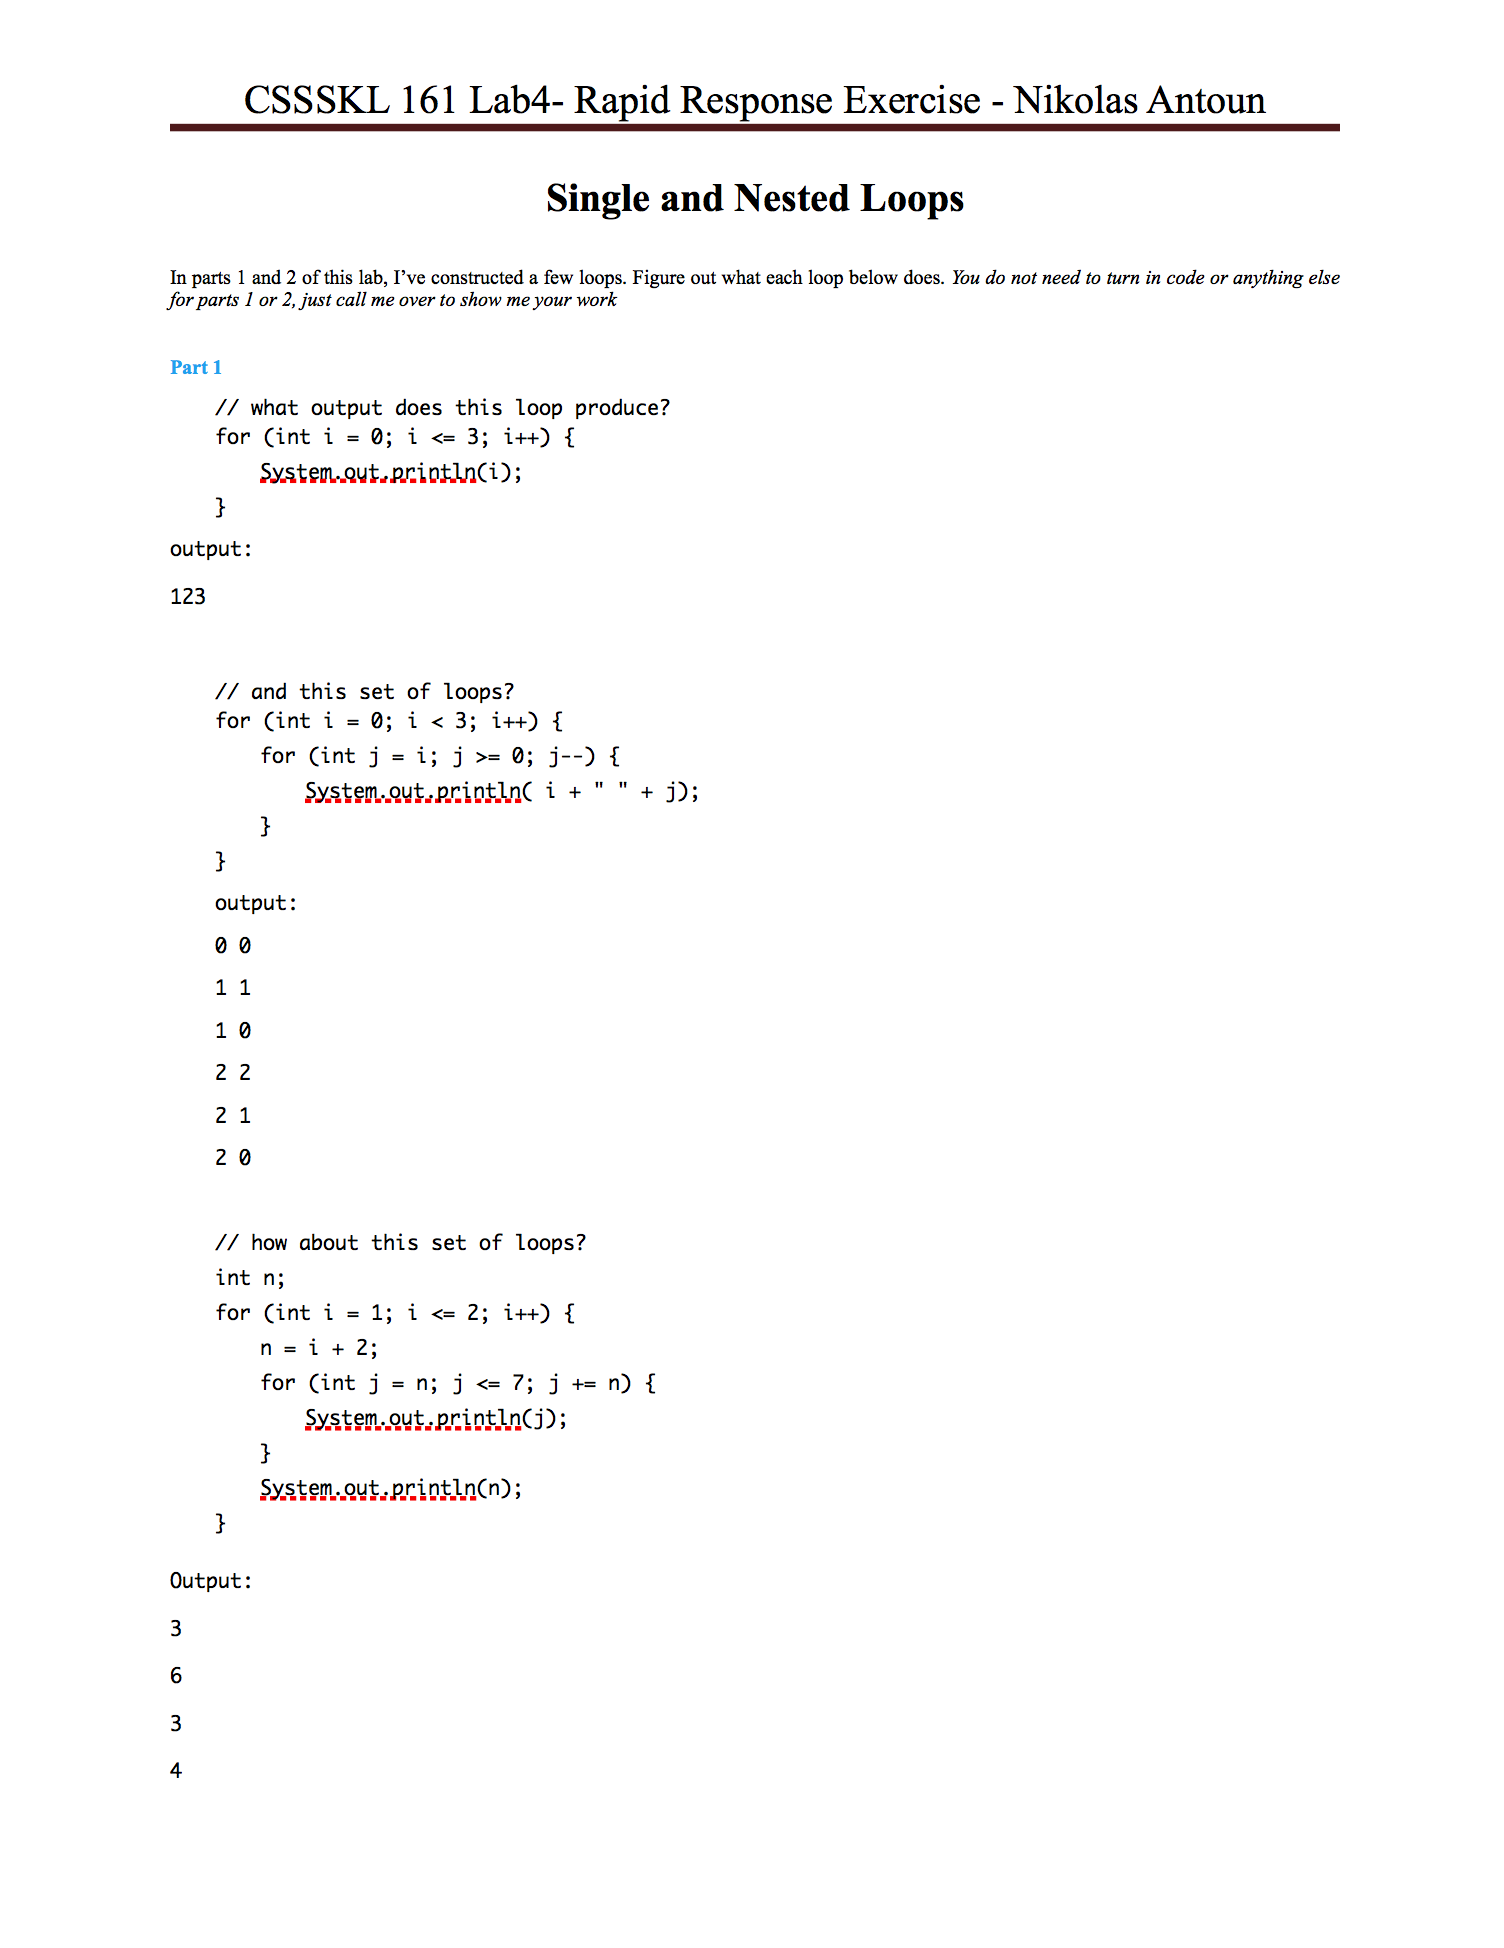 CSSSKL 161 Lab4- Rapid Response Exercise - Nikolas Antoun
Single and Nested Loops
In parts 1 and 2 of this lab, I’ve constructed a few loops. Figure out what each loop below does. You do not need to turn in code or anything else
for parts 1 or 2, just call me over to show me your work
Part 1
// what output does this loop produce?
for (int i = 0; i <= 3; i++) {
System.out.println(i);
}
output:
123
// and this set of loops?
for (int i = 0; i < 3; i++) {
for (int j = i; j >= 0; j--) {
System.out.println( i + " " + j);
}
}
output:
0 0
1 1
1 0
2 2
2 1
2 0
// how about this set of loops?
int n;
for (int i = 1; i <= 2; i++) {
n = i + 2;
for (int j = n; j <= 7; j += n) {
System.out.println(j);
}
System.out.println(n);
}
Output:
3
6
3
4